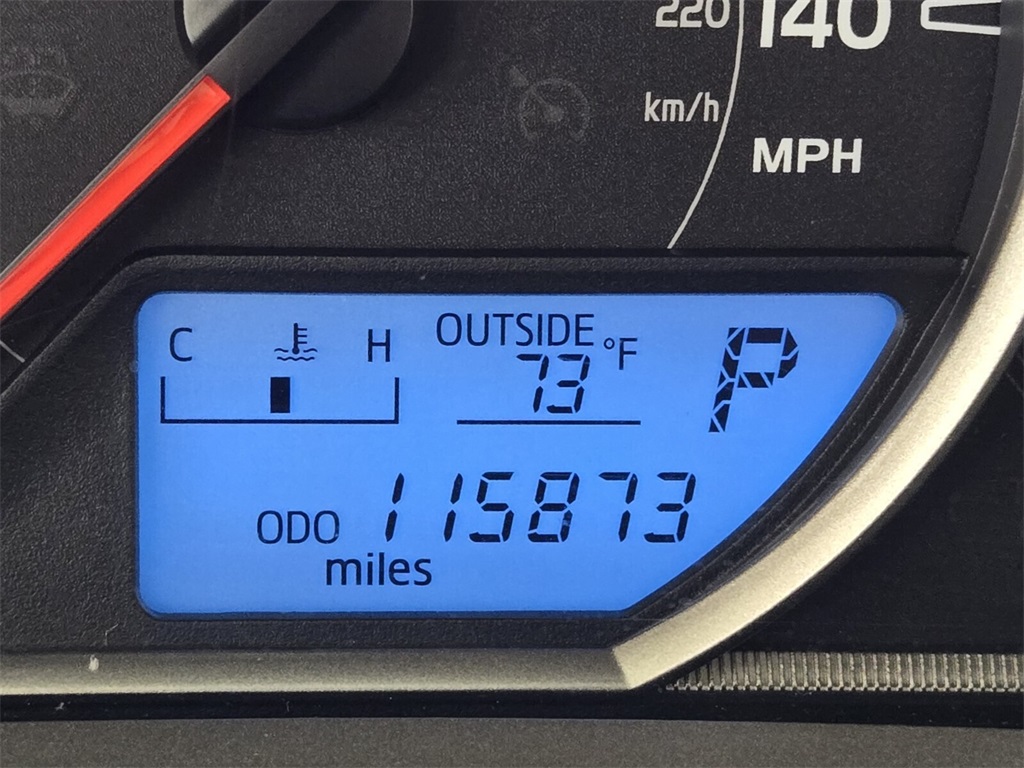 220 140
km/h
MPH
C H OUTSIDE
73 °F P
ODO 115873
miles